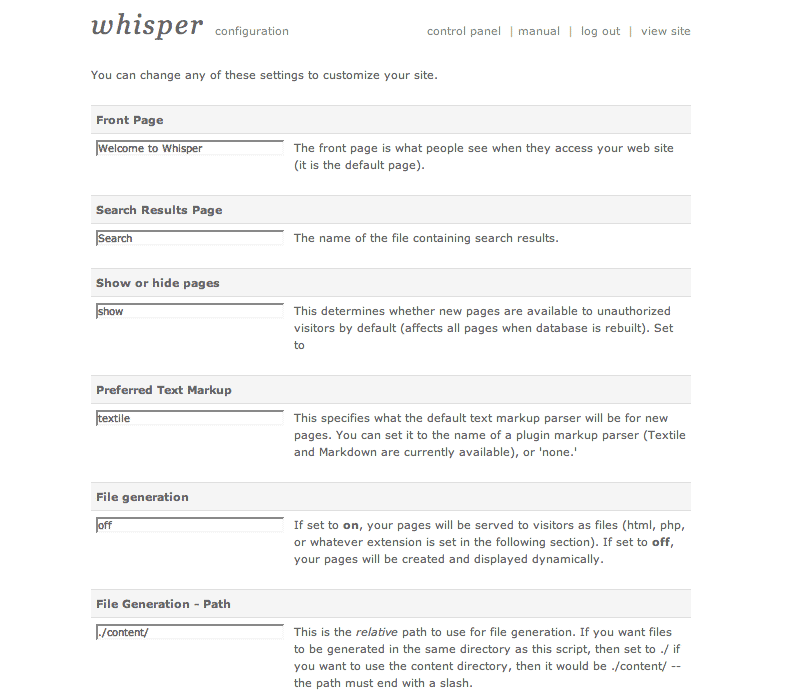 whisper configuration control panel | manual | log out | view site
You can change any of these settings to customize your site.
Front Page
Welcome to Whisper
The front page is what people see when they access your web site
(it is the default page).
Search Results Page
Search
The name of the file containing search results.
Show or hide pages
show
This determines whether new pages are available to unauthorized
visitors by default (affects all pages when database is rebuilt). Set
to
Preferred Text Markup
textile
This specifies what the default text markup parser will be for new
pages. You can set it to the name of a plugin markup parser (Textile
and Markdown are currently available), or 'none.'
File generation
off
If set to on, your pages will be served to visitors as files (html, php,
or whatever extension is set in the following section). If set to off,
your pages will be created and displayed dynamically.
File Generation - Path
./content/
This is the relative path to use for file generation. If you want files
to be generated in the same directory as this script, then set to ./ if
you want to use the content directory, then it would be ./content/ --
the path must end with a slash.